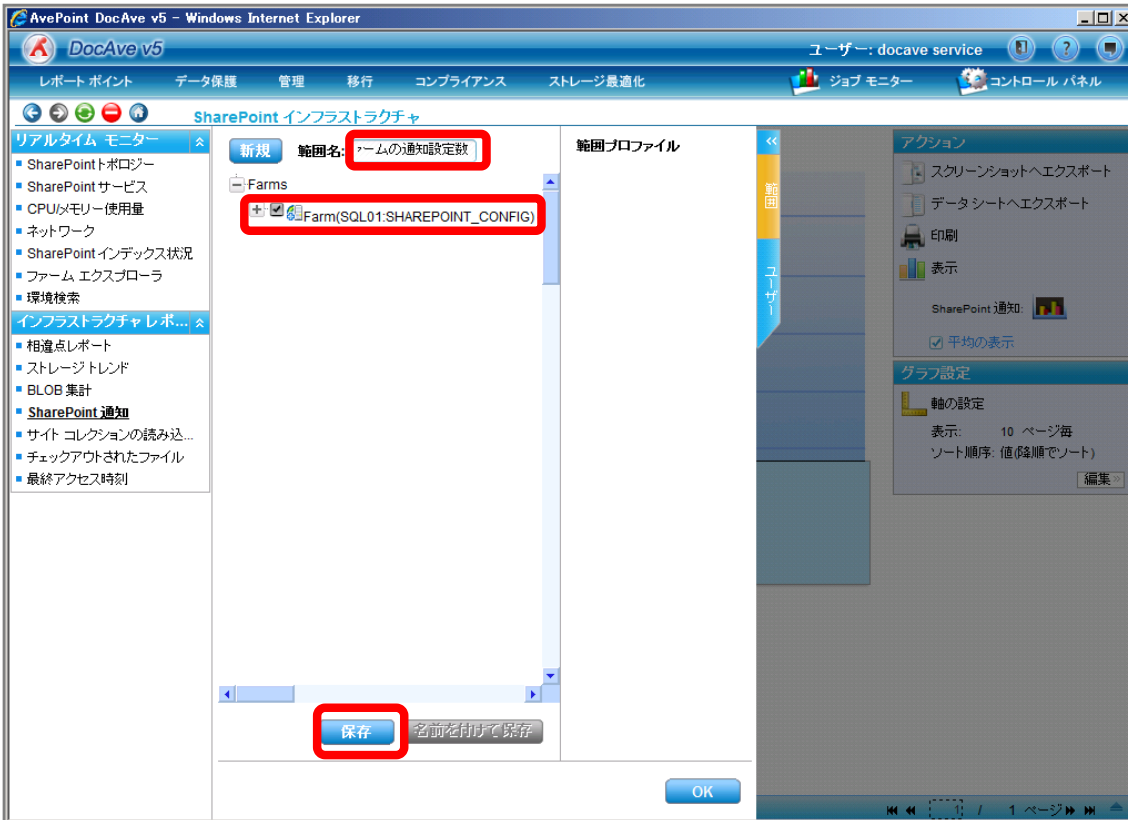 AvePoint DocAve v5 - Windows Internet Explorer
DocAve v5
ユーザー: docave service
レポート ポイント データ保護 管理 移行 コンプライアンス ストレージ最適化 ジョブ モニター コントロール パネル
SharePoint インフラストラクチャ
リアルタイム モニター
SharePointトポロジー
SharePoint サービス
CPU/メモリー使用量
ネットワーク
SharePoint インデックス状況
ファーム エクスプローラ
環境検索
インフラストラクチャ レポ...
相違点レポート
ストレージ トレンド
BLOB 集計
SharePoint 通知
サイト コレクションの読み込...
チェックアウトされたファイル
最終アクセス時刻
新規 範囲名: ァームの通知設定数
Farms
Farm(SQL01:SHAREPOINT_CONFIG)
保存 名前を付けて保存
範囲プロファイル
OK
範囲
ユーザー
アクション
スクリーンショットへエクスポート
データ シートへエクスポート
印刷
表示
SharePoint 通知:
平均の表示
グラフ設定
軸の設定
表示: 10 ページ毎
ソート順序: 値(降順でソート)
編集
1 / 1 ページ